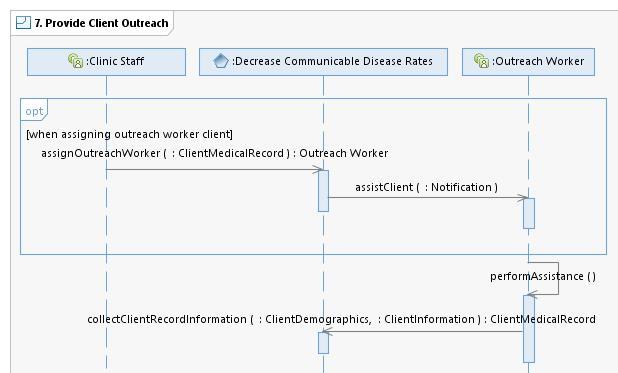 7. Provide Client Outreach
:Clinic Staff
:Decrease Communicable Disease Rates
:Outreach Worker
opt
[when assigning outreach worker client]
assignOutreachWorker ( : ClientMedicalRecord ) : Outreach Worker
assistClient ( : Notification )
performAssistance ( )
collectClientRecordInformation ( : ClientDemographics, : ClientInformation ) : ClientMedicalRecord